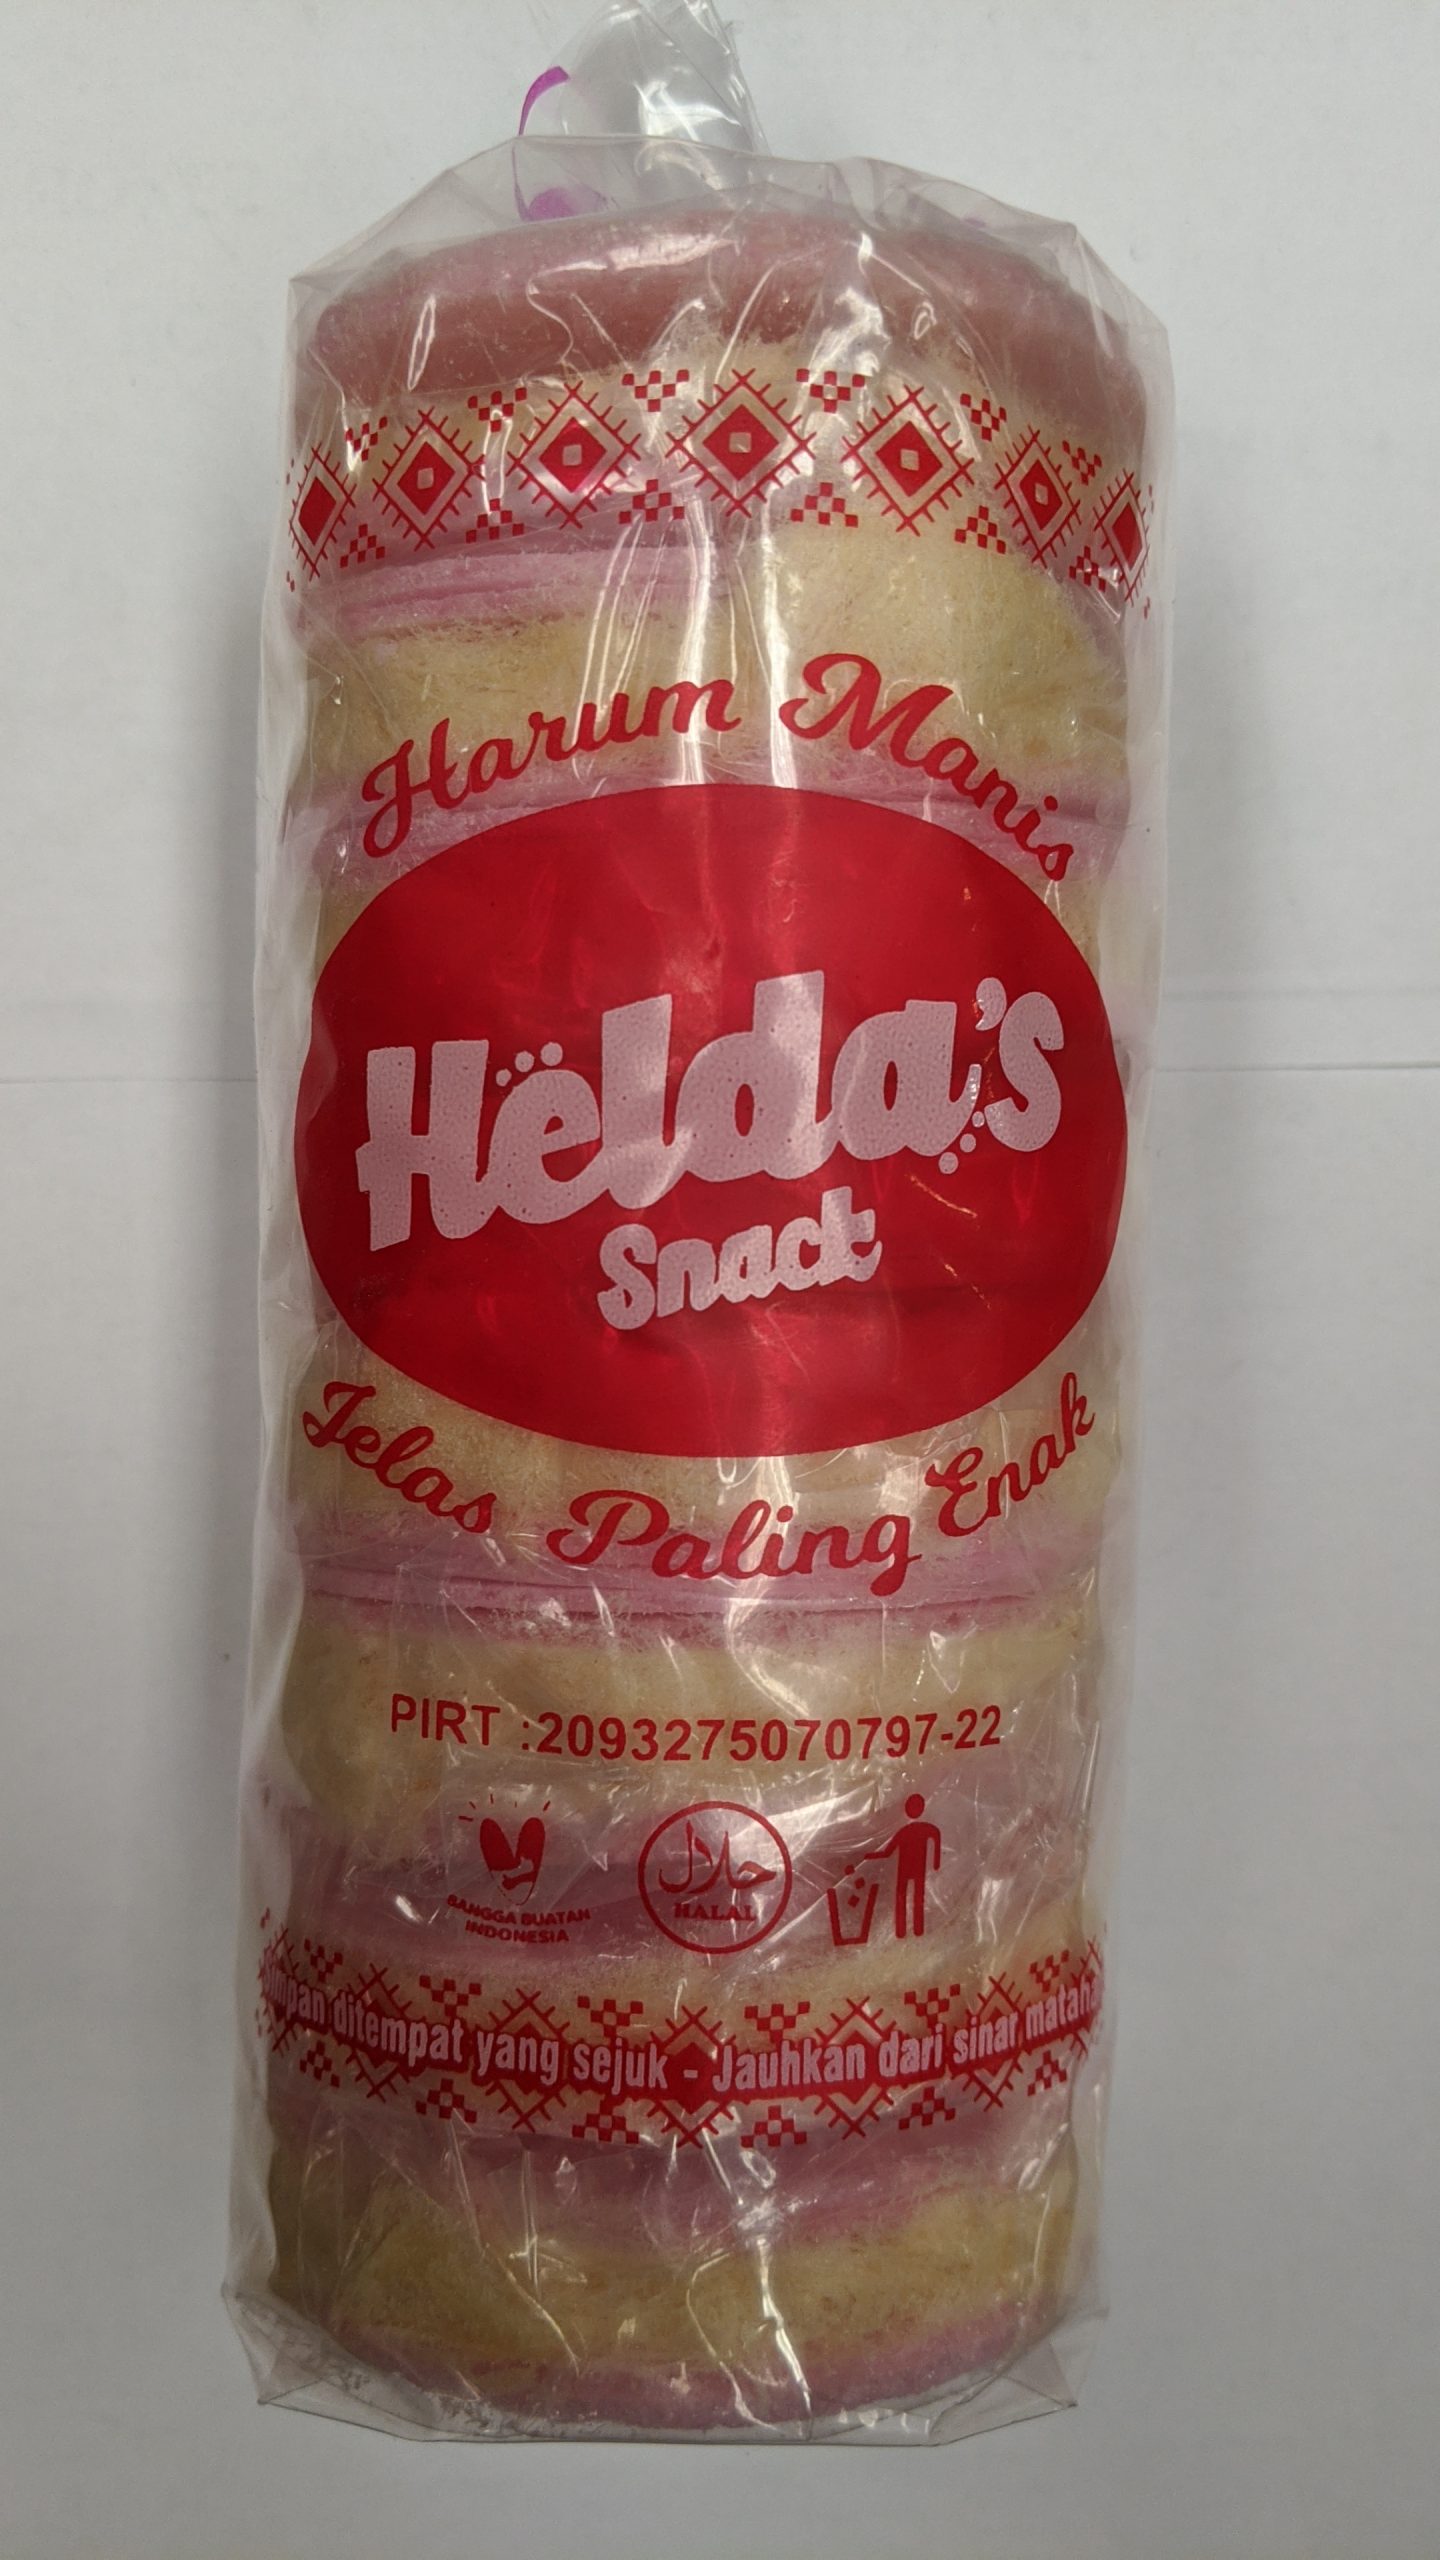 Harum Manis
Helda's
Snack
Jelas Paling Enak
PIRT :2093275070797-22
BANGGA BUATAN
INDONESIA
حلال
HALAL
ditempat yang sejuk - Jauhkan dari sinar